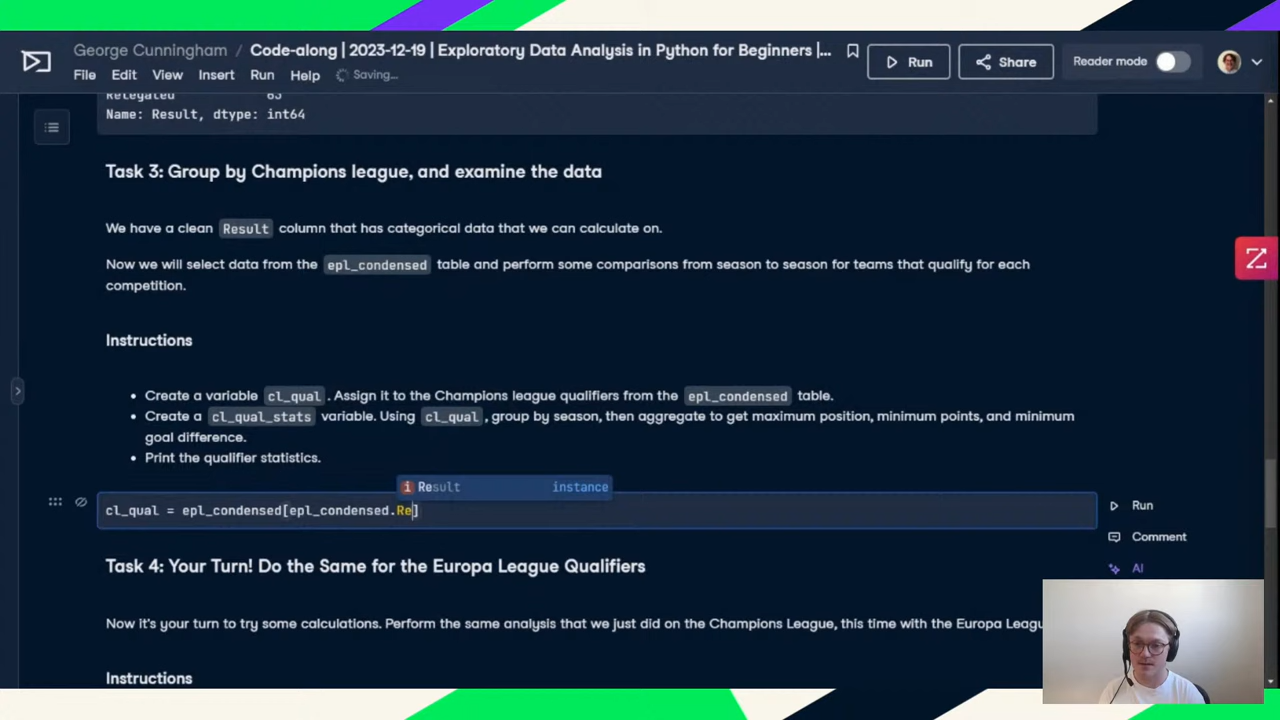 George Cunningham / Code-along | 2023-12-19 | Exploratory Data Analysis in Python for Beginners |...
Run
Share
Reader mode
File Edit View Insert Run Help Saving...
Relegated 63
Name: Result, dtype: int64
Task 3: Group by Champions league, and examine the data
We have a clean Result column that has categorical data that we can calculate on.
Now we will select data from the epl_condensed table and perform some comparisons from season to season for teams that qualify for each
competition.
Instructions
• Create a variable cl_qual . Assign it to the Champions league qualifiers from the epl_condensed table.
• Create a cl_qual_stats variable. Using cl_qual , group by season, then aggregate to get maximum position, minimum points, and minimum
goal difference.
• Print the qualifier statistics.
i Result instance
cl_qual = epl_condensed[epl_condensed.Re]
Run
Comment
AI
Task 4: Your Turn! Do the Same for the Europa League Qualifiers
Now it's your turn to try some calculations. Perform the same analysis that we just did on the Champions League, this time with the Europa Leagu
Instructions